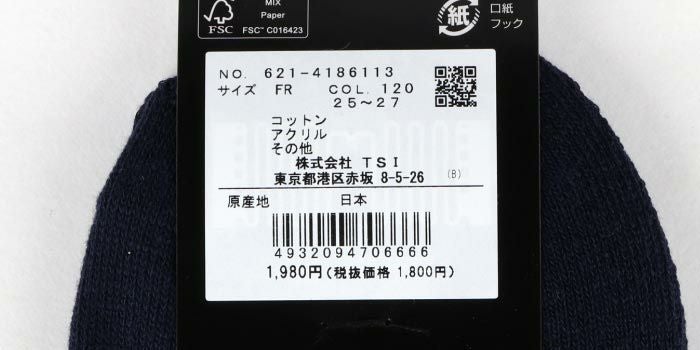 MIX
Paper
FSC
FSC™ C016423
紙
口紙
フック
NO. 621-4186113
サイズ FR COL. 120
25〜27
コットン
アクリル
その他
株式会社 TSI
東京都港区赤坂 8-5-26 (B)
原産地 日本
4932094706666
1,980円(税抜価格 1,800円)